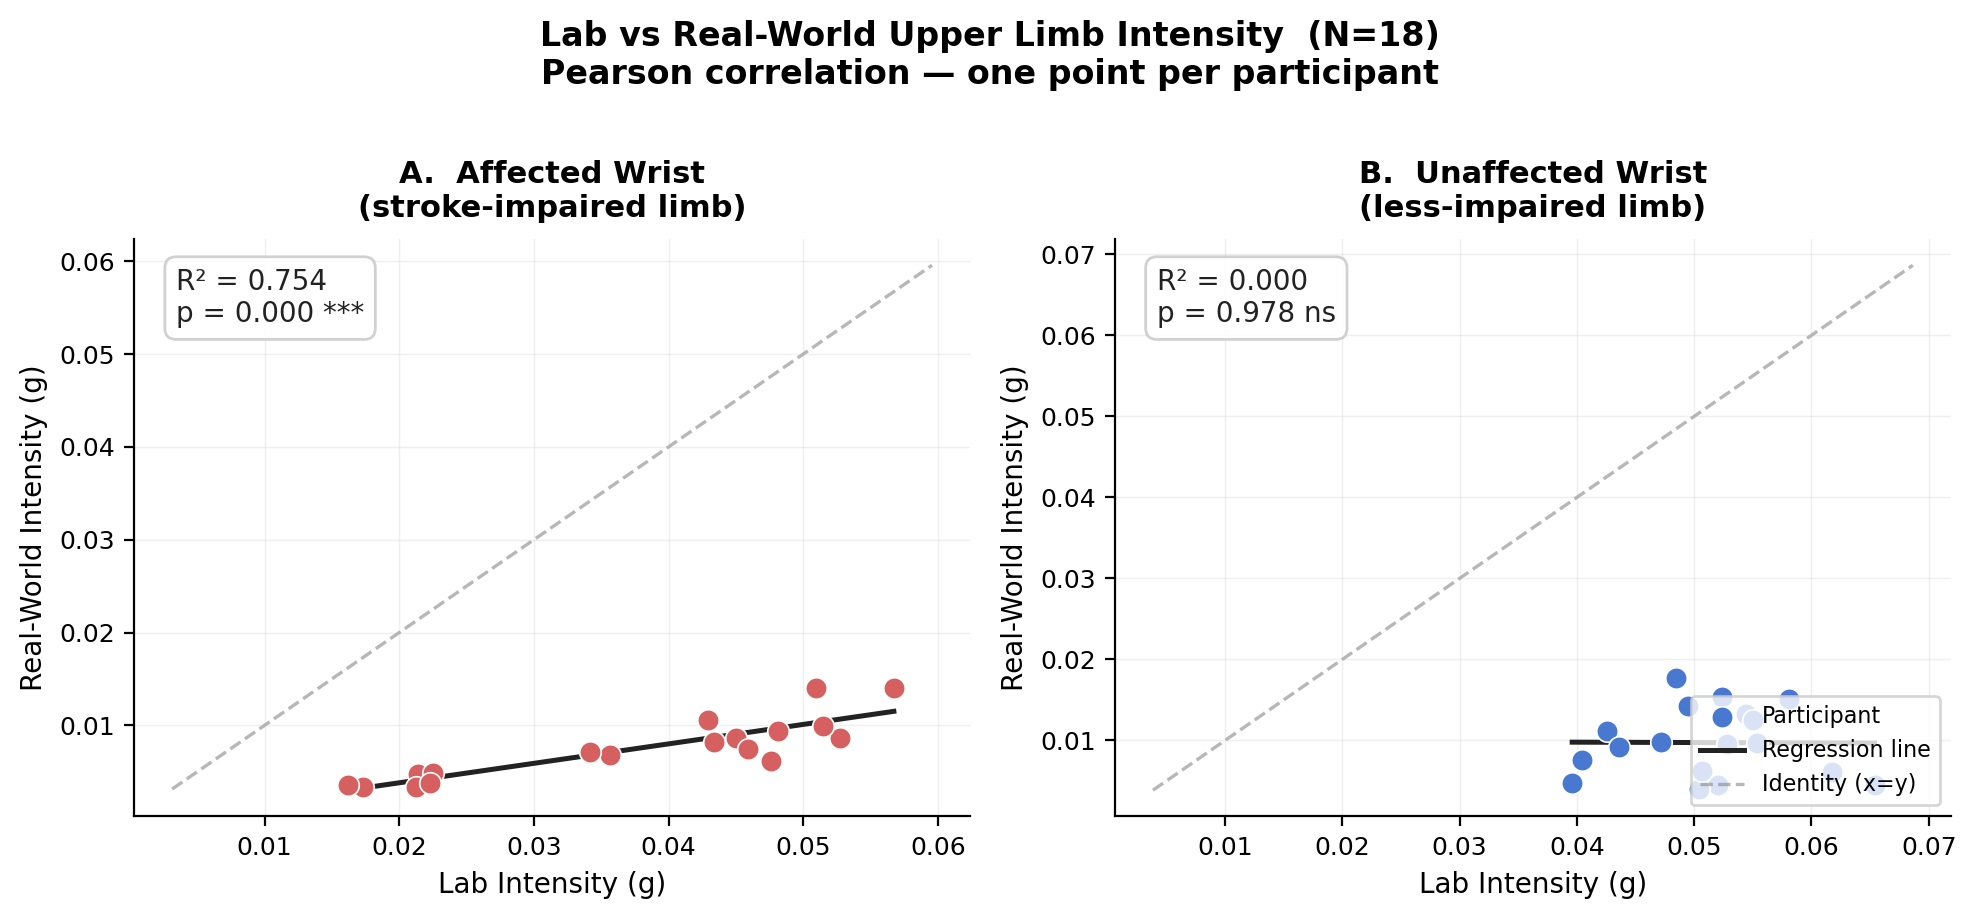 Lab vs Real-World Upper Limb Intensity  (N=18)
Pearson correlation — one point per participant
A.  Affected Wrist
(stroke-impaired limb)
R² = 0.754
p = 0.000 ***
Real-World Intensity (g)
0.06
0.05
0.04
0.03
0.02
0.01
0.01 0.02 0.03 0.04 0.05 0.06
Lab Intensity (g)
B.  Unaffected Wrist
(less-impaired limb)
R² = 0.000
p = 0.978 ns
Real-World Intensity (g)
0.07
0.06
0.05
0.04
0.03
0.02
0.01
Participant
Regression line
Identity (x=y)
0.01 0.02 0.03 0.04 0.05 0.06 0.07
Lab Intensity (g)